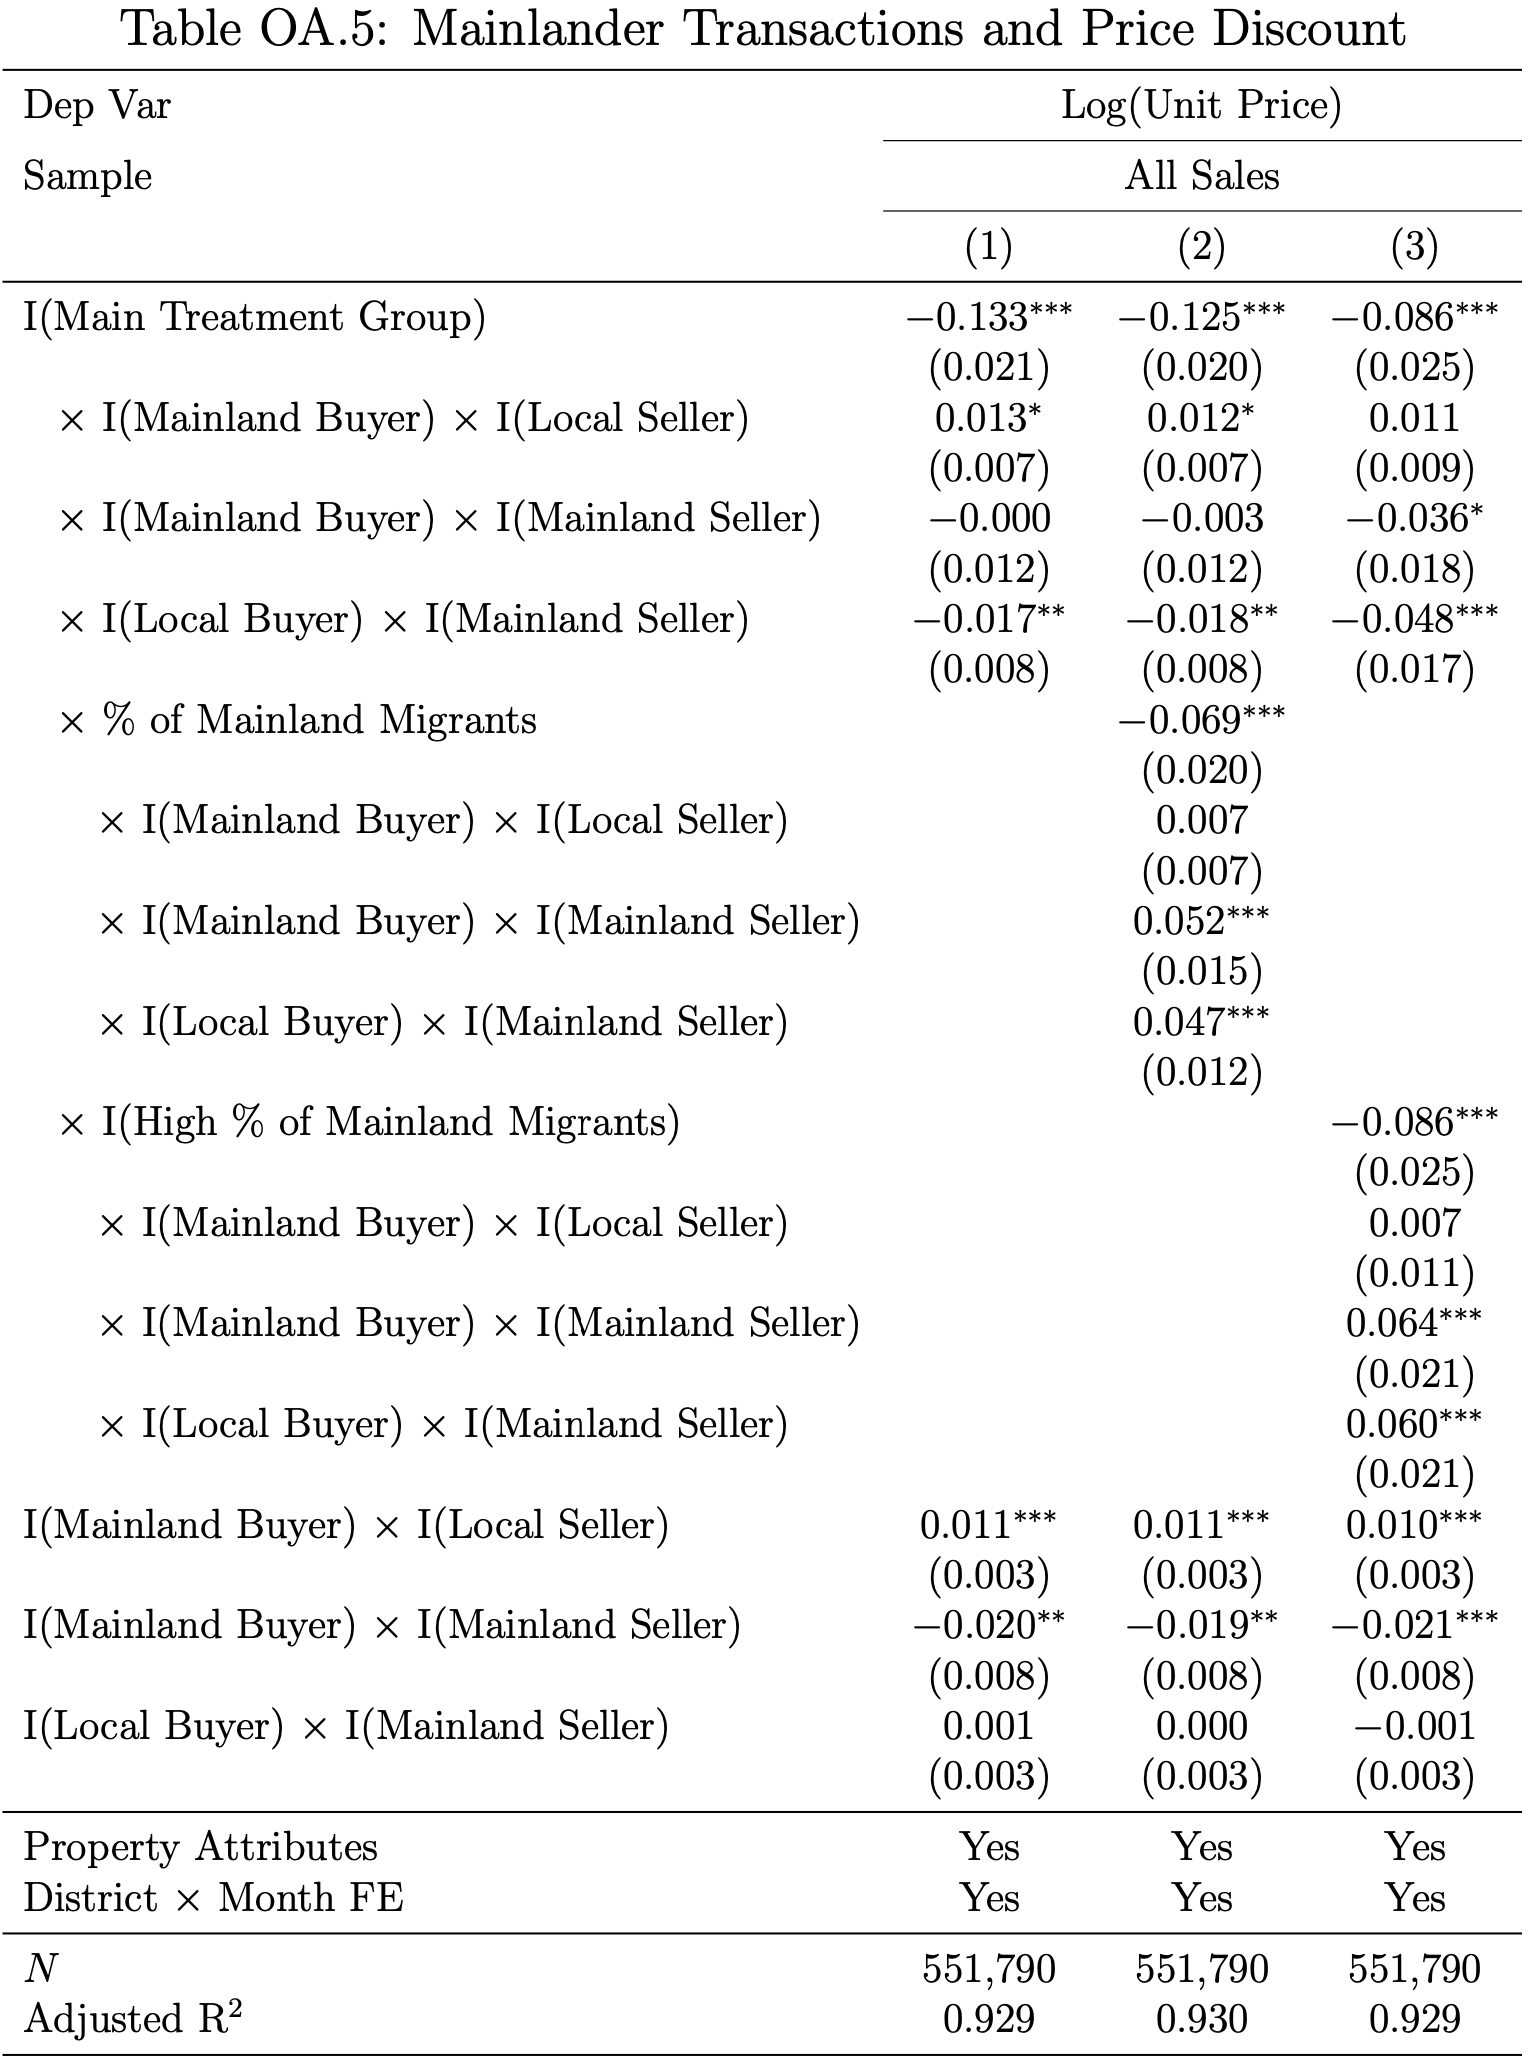 Table OA.5: Mainlander Transactions and Price Discount
Dep Var Log(Unit Price)
Sample All Sales
(1) (2) (3)
I(Main Treatment Group) −0.133*** −0.125*** −0.086***
(0.021) (0.020) (0.025)
× I(Mainland Buyer) × I(Local Seller) 0.013* 0.012* 0.011
(0.007) (0.007) (0.009)
× I(Mainland Buyer) × I(Mainland Seller) −0.000 −0.003 −0.036*
(0.012) (0.012) (0.018)
× I(Local Buyer) × I(Mainland Seller) −0.017** −0.018** −0.048***
(0.008) (0.008) (0.017)
× % of Mainland Migrants −0.069***
(0.020)
× I(Mainland Buyer) × I(Local Seller) 0.007
(0.007)
× I(Mainland Buyer) × I(Mainland Seller) 0.052***
(0.015)
× I(Local Buyer) × I(Mainland Seller) 0.047***
(0.012)
× I(High % of Mainland Migrants) −0.086***
(0.025)
× I(Mainland Buyer) × I(Local Seller) 0.007
(0.011)
× I(Mainland Buyer) × I(Mainland Seller) 0.064***
(0.021)
× I(Local Buyer) × I(Mainland Seller) 0.060***
(0.021)
I(Mainland Buyer) × I(Local Seller) 0.011*** 0.011*** 0.010***
(0.003) (0.003) (0.003)
I(Mainland Buyer) × I(Mainland Seller) −0.020** −0.019** −0.021***
(0.008) (0.008) (0.008)
I(Local Buyer) × I(Mainland Seller) 0.001 0.000 −0.001
(0.003) (0.003) (0.003)
Property Attributes Yes Yes Yes
District × Month FE Yes Yes Yes
N 551,790 551,790 551,790
Adjusted R² 0.929 0.930 0.929